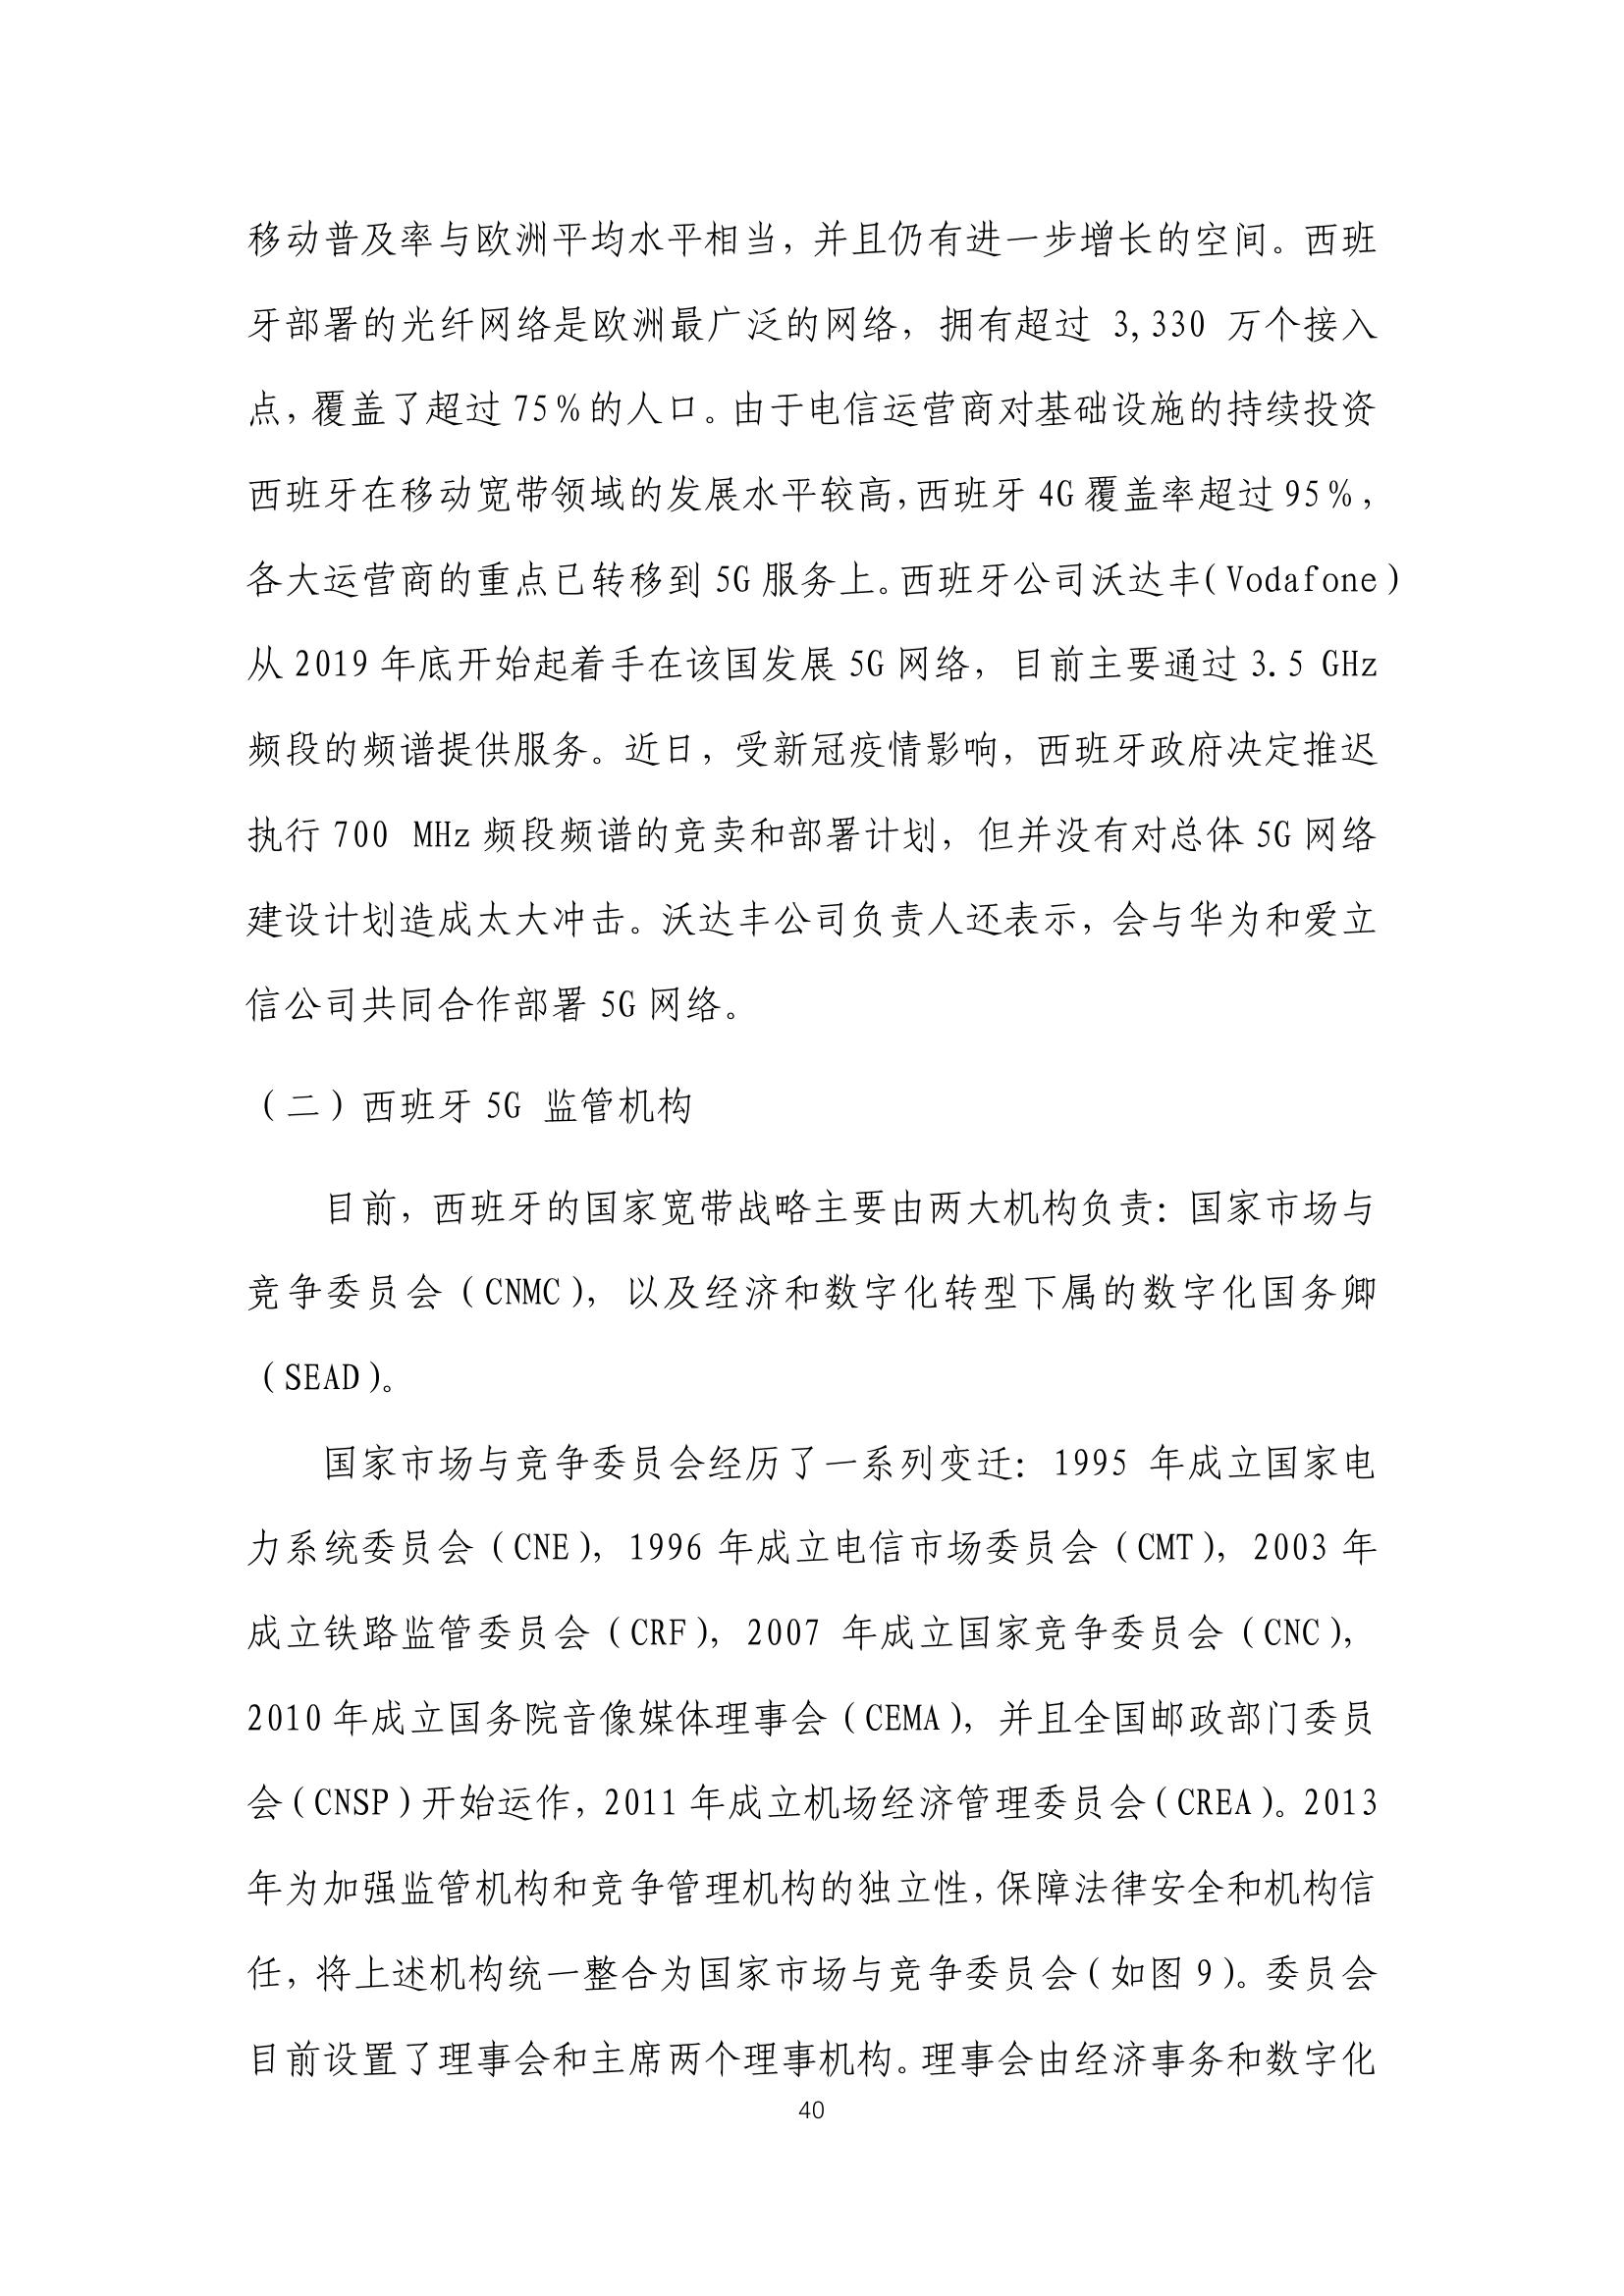 移动普及率与欧洲平均水平相当，并且仍有进一步增长的空间。西班
牙部署的光纤网络是欧洲最广泛的网络，拥有超过 3,330 万个接入
点，覆盖了超过 75%的人口。由于电信运营商对基础设施的持续投资
西班牙在移动宽带领域的发展水平较高，西班牙 4G 覆盖率超过 95%，
各大运营商的重点已转移到 5G 服务上。西班牙公司沃达丰（Vodafone）
从 2019 年底开始起着手在该国发展 5G 网络，目前主要通过 3.5 GHz
频段的频谱提供服务。近日，受新冠疫情影响，西班牙政府决定推迟
执行 700 MHz 频段频谱的竞卖和部署计划，但并没有对总体 5G 网络
建设计划造成太大冲击。沃达丰公司负责人还表示，会与华为和爱立
信公司共同合作部署 5G 网络。
（二）西班牙 5G 监管机构
目前，西班牙的国家宽带战略主要由两大机构负责：国家市场与
竞争委员会（CNMC），以及经济和数字化转型下属的数字化国务卿
（SEAD）。
国家市场与竞争委员会经历了一系列变迁：1995 年成立国家电
力系统委员会（CNE），1996 年成立电信市场委员会（CMT），2003 年
成立铁路监管委员会（CRF），2007 年成立国家竞争委员会（CNC），
2010 年成立国务院音像媒体理事会（CEMA），并且全国邮政部门委员
会（CNSP）开始运作，2011 年成立机场经济管理委员会（CREA）。2013
年为加强监管机构和竞争管理机构的独立性，保障法律安全和机构信
任，将上述机构统一整合为国家市场与竞争委员会（如图 9）。委员会
目前设置了理事会和主席两个理事机构。理事会由经济事务和数字化
40